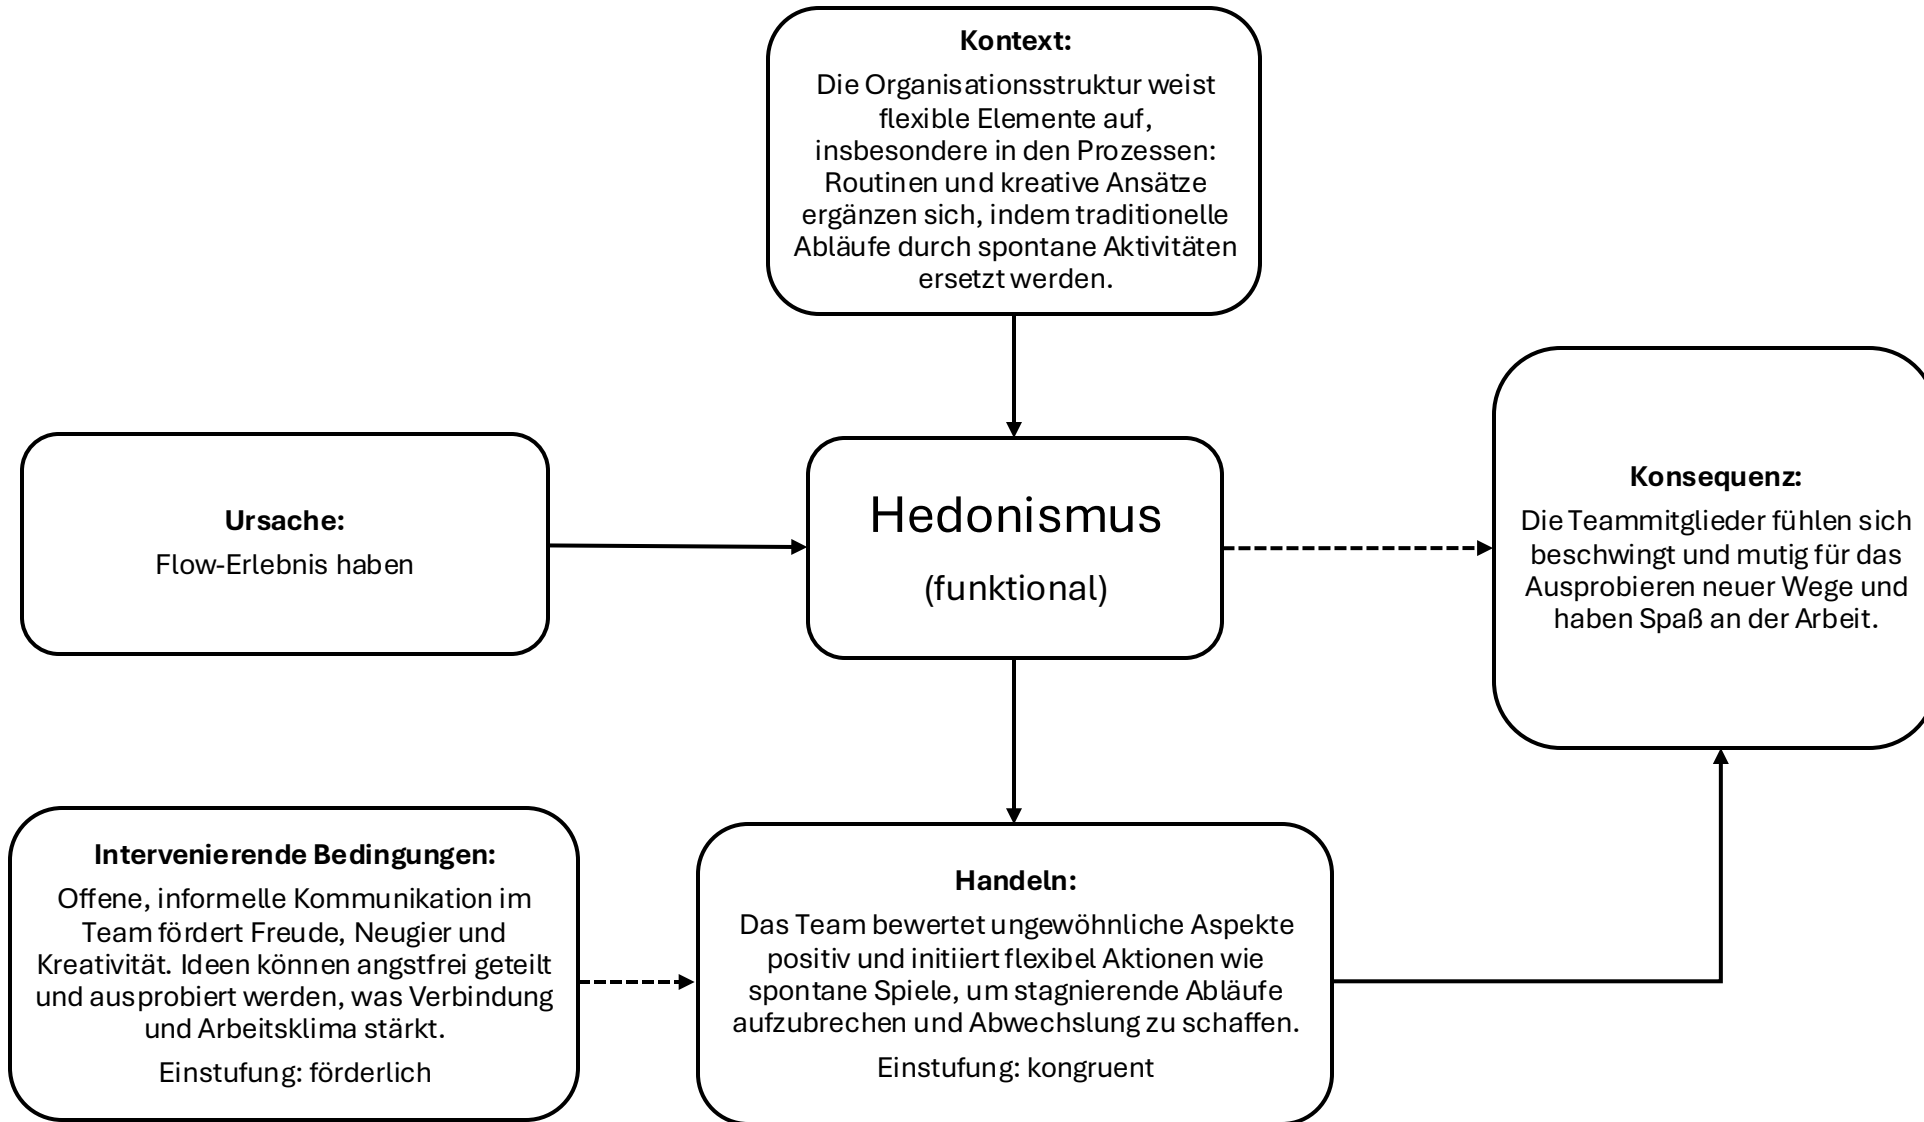 Kontext:
Die Organisationsstruktur weist
flexible Elemente auf,
insbesondere in den Prozessen:
Routinen und kreative Ansätze
ergänzen sich, indem traditionelle
Abläufe durch spontane Aktivitäten
ersetzt werden.
Ursache:
Flow-Erlebnis haben
Hedonismus
(funktional)
Konsequenz:
Die Teammitglieder fühlen sich
beschwingt und mutig für das
Ausprobieren neuer Wege und
haben Spaß an der Arbeit.
Intervenierende Bedingungen:
Offene, informelle Kommunikation im
Team fördert Freude, Neugier und
Kreativität. Ideen können angstfrei geteilt
und ausprobiert werden, was Verbindung
und Arbeitsklima stärkt.
Einstufung: förderlich
Handeln:
Das Team bewertet ungewöhnliche Aspekte
positiv und initiiert flexibel Aktionen wie
spontane Spiele, um stagnierende Abläufe
aufzubrechen und Abwechslung zu schaffen.
Einstufung: kongruent